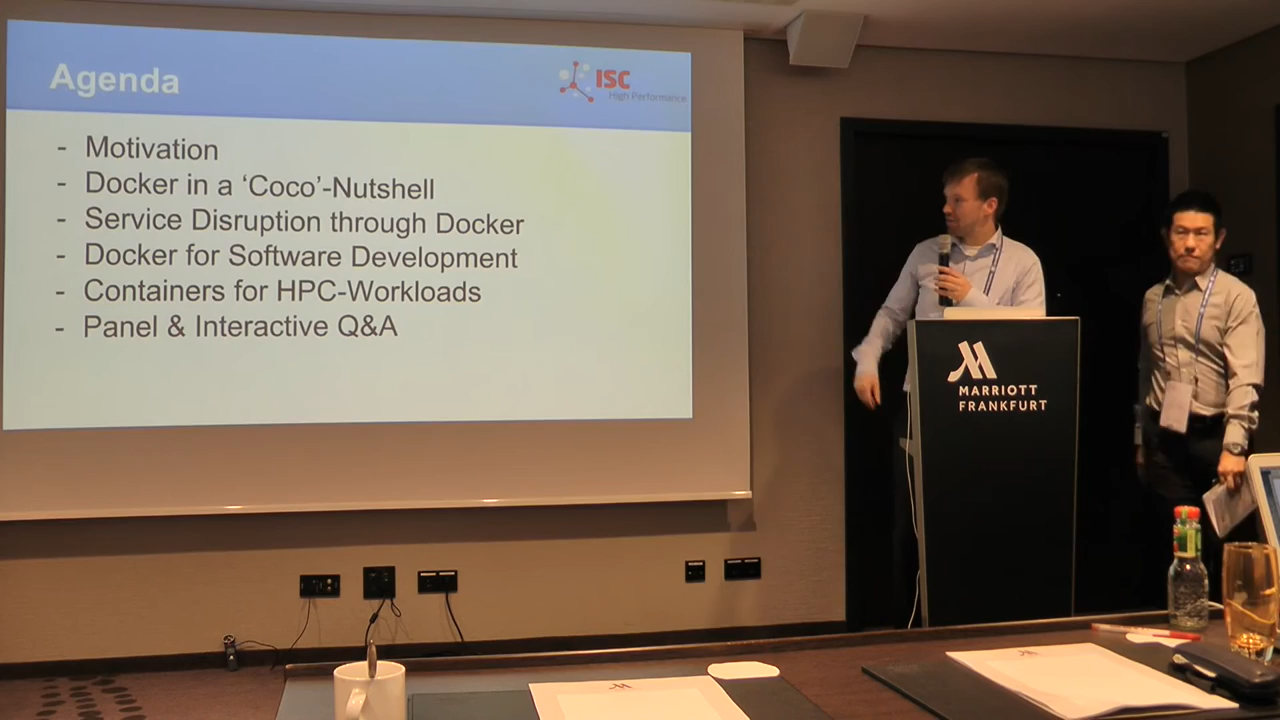 Agenda
ISC
High Performance
- Motivation
- Docker in a ‘Coco’-Nutshell
- Service Disruption through Docker
- Docker for Software Development
- Containers for HPC-Workloads
- Panel & Interactive Q&A
MARRIOTT
FRANKFURT